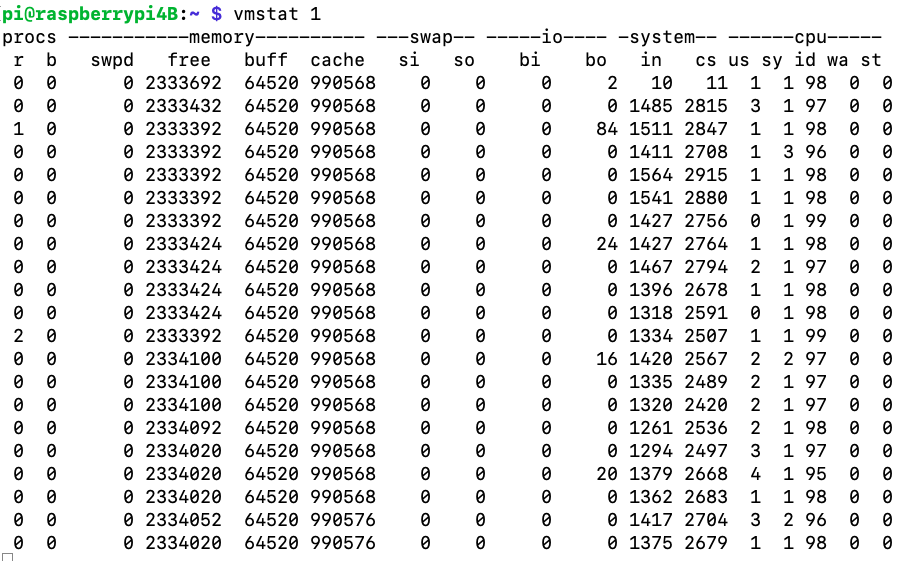 pi@raspberrypi4B:~ $ vmstat 1
procs -----------memory---------- ---swap-- -----io---- -system-- ------cpu-----
 r  b   swpd   free   buff  cache   si   so    bi    bo   in   cs us sy id wa st
 0  0      0 2333692  64520 990568    0    0     0     2   10   11  1  1 98  0  0
 0  0      0 2333432  64520 990568    0    0     0     0 1485 2815  3  1 97  0  0
 1  0      0 2333392  64520 990568    0    0     0    84 1511 2847  1  1 98  0  0
 0  0      0 2333392  64520 990568    0    0     0     0 1411 2708  1  3 96  0  0
 0  0      0 2333392  64520 990568    0    0     0     0 1564 2915  1  1 98  0  0
 0  0      0 2333392  64520 990568    0    0     0     0 1541 2880  1  1 98  0  0
 0  0      0 2333392  64520 990568    0    0     0     0 1427 2756  0  1 99  0  0
 0  0      0 2333424  64520 990568    0    0     0    24 1427 2764  1  1 98  0  0
 0  0      0 2333424  64520 990568    0    0     0     0 1467 2794  2  1 97  0  0
 0  0      0 2333424  64520 990568    0    0     0     0 1396 2678  1  1 98  0  0
 0  0      0 2333424  64520 990568    0    0     0     0 1318 2591  0  1 98  0  0
 2  0      0 2333392  64520 990568    0    0     0     0 1334 2507  1  1 99  0  0
 0  0      0 2334100  64520 990568    0    0     0    16 1420 2567  2  2 97  0  0
 0  0      0 2334100  64520 990568    0    0     0     0 1335 2489  2  1 97  0  0
 0  0      0 2334100  64520 990568    0    0     0     0 1320 2420  2  1 97  0  0
 0  0      0 2334092  64520 990568    0    0     0     0 1261 2536  2  1 98  0  0
 0  0      0 2334020  64520 990568    0    0     0     0 1294 2497  3  1 97  0  0
 0  0      0 2334020  64520 990568    0    0     0    20 1379 2668  4  1 95  0  0
 0  0      0 2334020  64520 990568    0    0     0     0 1362 2683  1  1 98  0  0
 0  0      0 2334052  64520 990576    0    0     0     0 1417 2704  3  2 96  0  0
 0  0      0 2334020  64520 990576    0    0     0     0 1375 2679  1  1 98  0  0